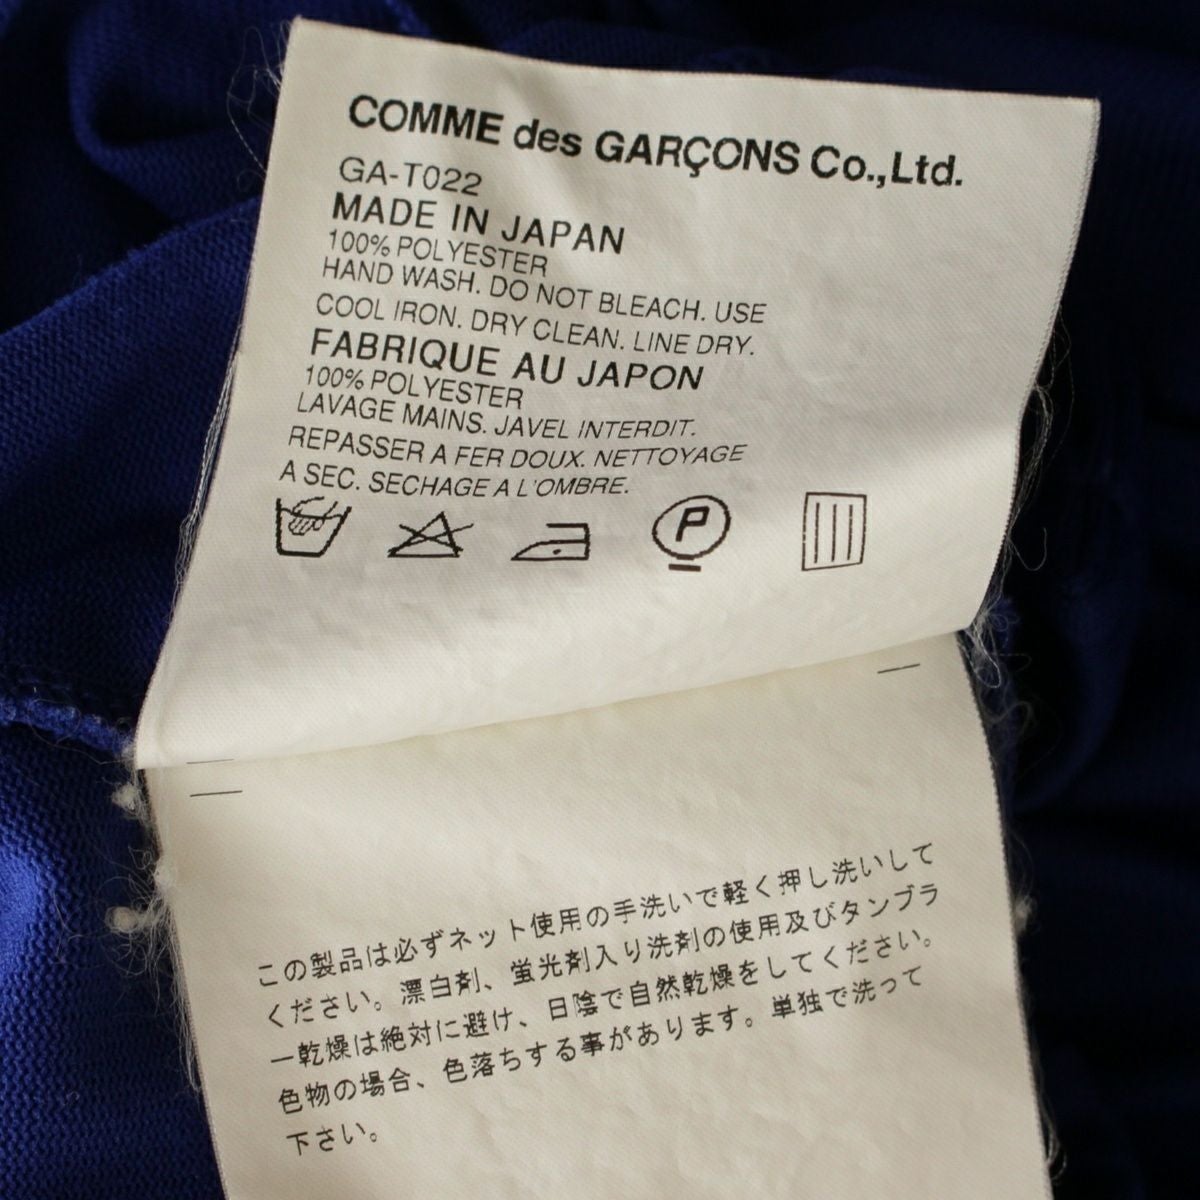 COMME des GARÇONS Co.,Ltd.
GA-T022
MADE IN JAPAN
100% POLYESTER
HAND WASH. DO NOT BLEACH. USE
COOL IRON. DRY CLEAN. LINE DRY.
FABRIQUE AU JAPON
100% POLYESTER
LAVAGE MAINS. JAVEL INTERDIT.
REPASSER A FER DOUX. NETTOYAGE
A SEC. SECHAGE A L'OMBRE.
P
この製品は必ずネット使用の手洗いで軽く押し洗いして
ください。漂白剤、蛍光剤入り洗剤の使用及びタンブラ
ー乾燥は絶対に避け、日陰で自然乾燥をしてください。
色物の場合、色落ちする事があります。単独で洗って
下さい。